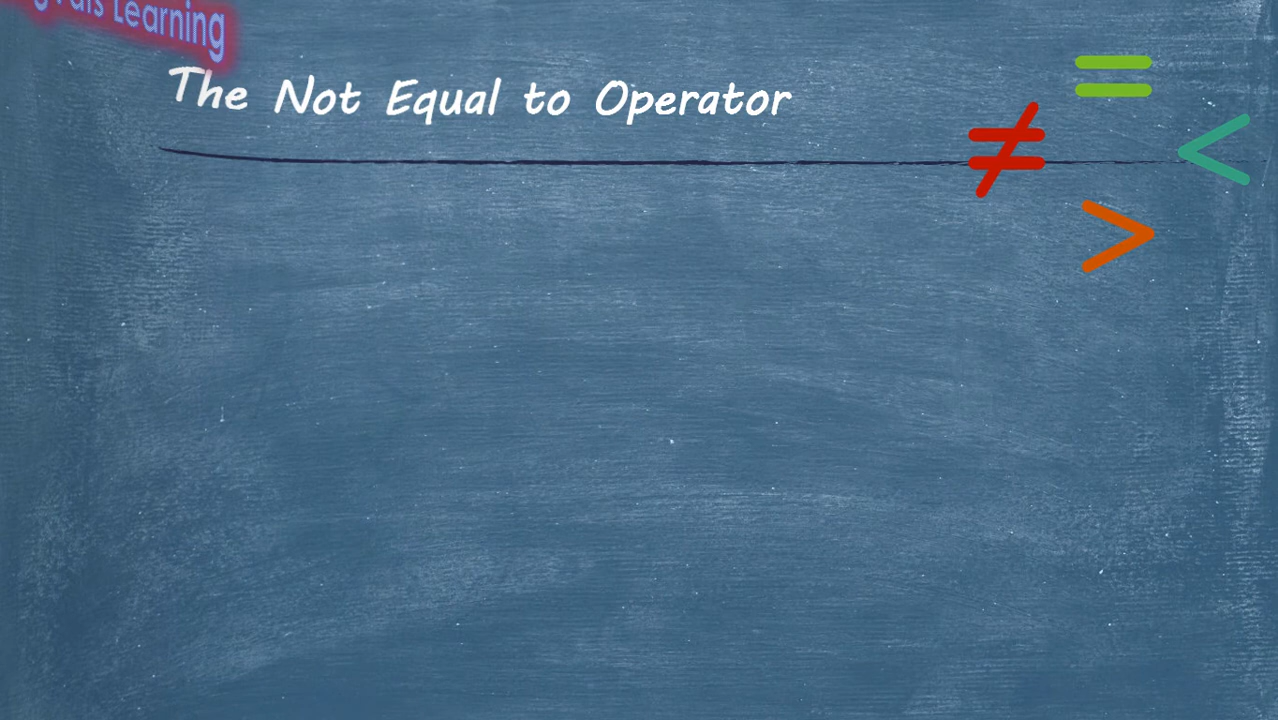 Learning
The Not Equal to Operator
=
≠
<
>